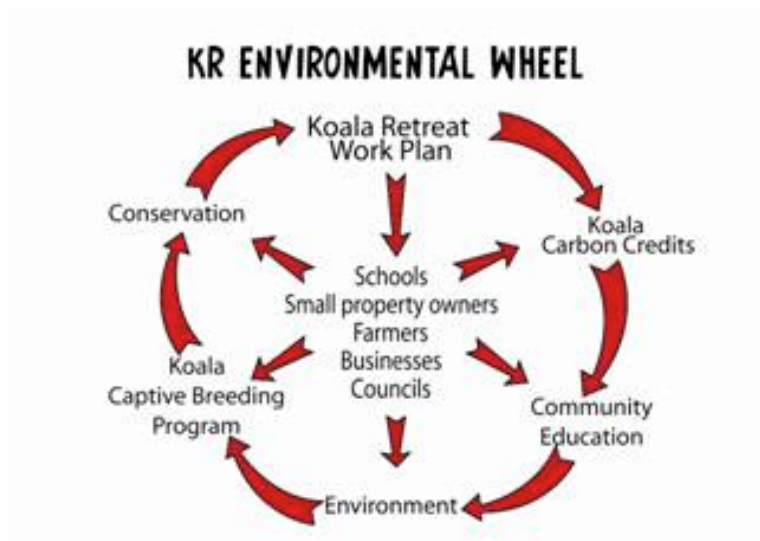 KR ENVIRONMENTAL WHEEL
Koala Retreat
Work Plan
Koala
Carbon Credits
Community
Education
Environment
Koala
Captive Breeding
Program
Conservation
Schools
Small property owners
Farmers
Businesses
Councils